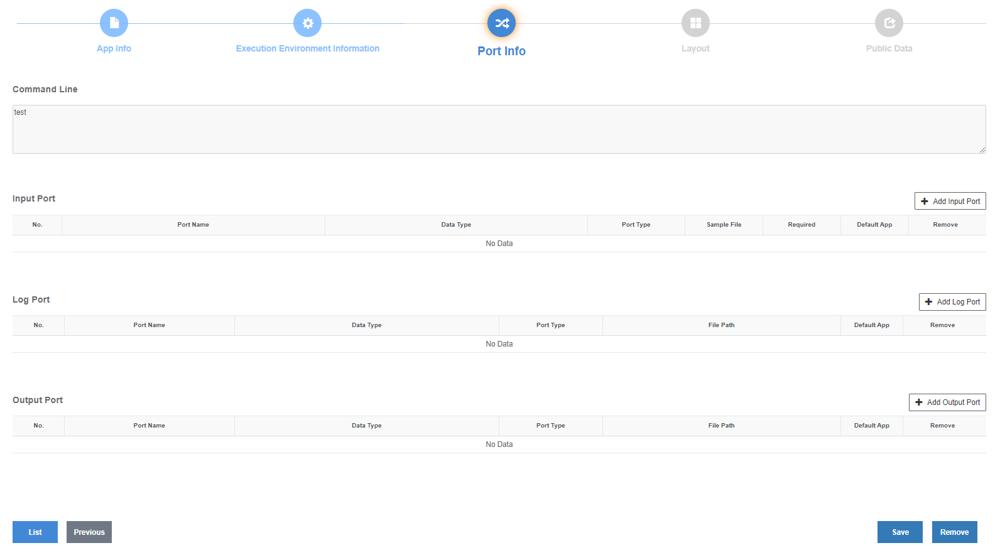 App Info
Execution Environment Information
Port Info
Layout
Public Data
Command Line
test
Input Port
Add Input Port
No. Port Name Data Type Port Type Sample File Required Default App Remove
No Data
Log Port
Add Log Port
No. Port Name Data Type Port Type File Path Default App Remove
No Data
Output Port
Add Output Port
No. Port Name Data Type Port Type File Path Default App Remove
No Data
List Previous Save Remove